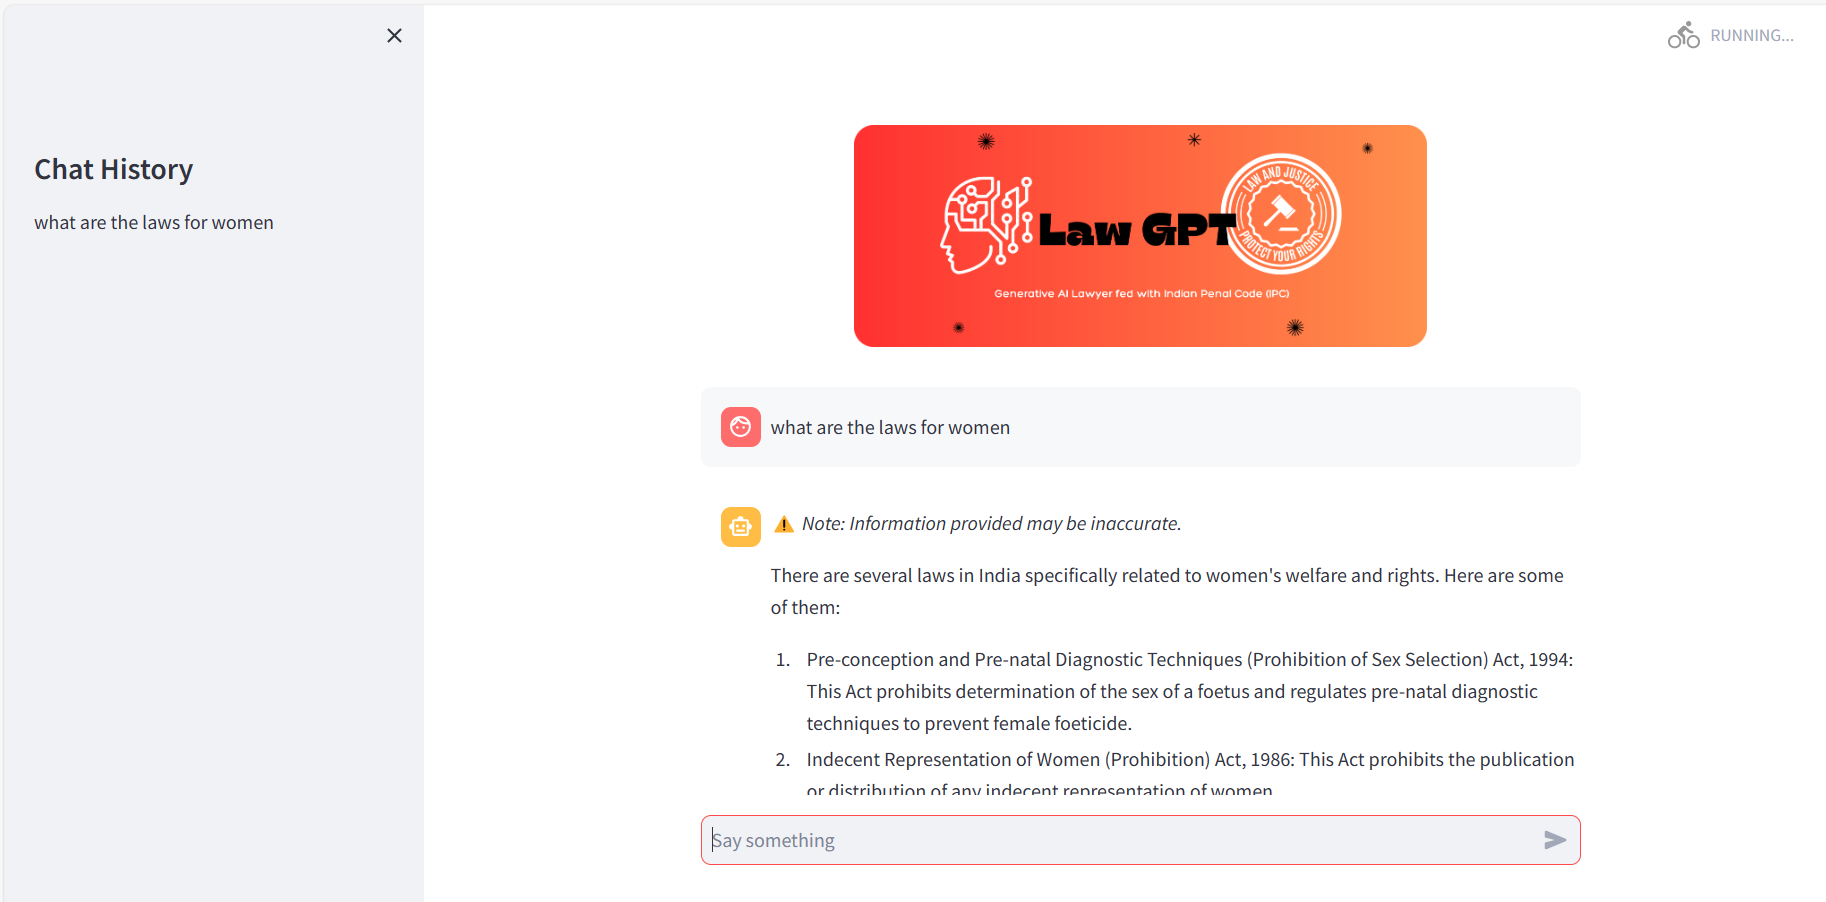 RUNNING...
Chat History
what are the laws for women
LAW AND JUSTICE
Law GPT
PROTECT YOUR RIGHTS
Generative AI Lawyer fed with Indian Penal Code (IPC)
what are the laws for women
Note: Information provided may be inaccurate.
There are several laws in India specifically related to women's welfare and rights. Here are some
of them:
1. Pre-conception and Pre-natal Diagnostic Techniques (Prohibition of Sex Selection) Act, 1994:
This Act prohibits determination of the sex of a foetus and regulates pre-natal diagnostic
techniques to prevent female foeticide.
2. Indecent Representation of Women (Prohibition) Act, 1986: This Act prohibits the publication
or distribution of any indecent representation of women
Say something